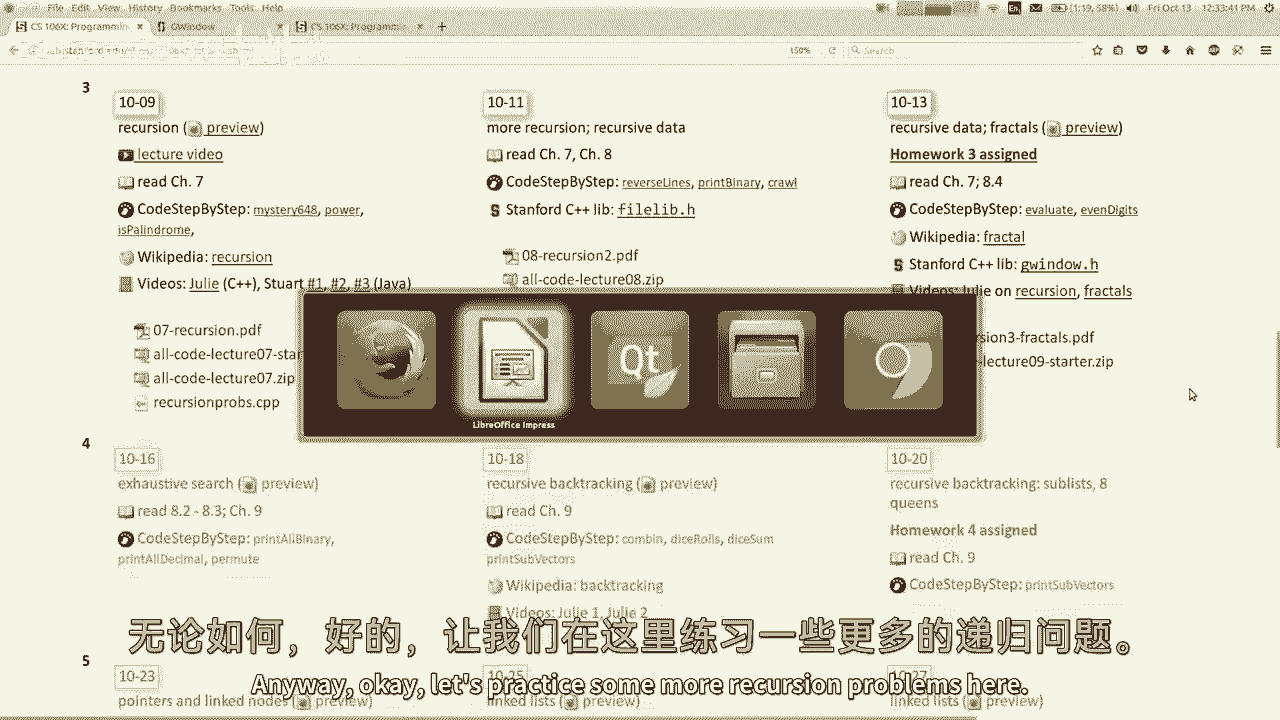 File Edit View History Bookmarks Tools Help
En (1:19, 58%) Fri Oct 13 12:33:41 PM
CS 106X: Programmin × GWindow × CS 106X: Programmin × +
150% Search
3
10-09
recursion ( preview)
lecture video
read Ch. 7
CodeStepByStep: mystery648, power,
isPalindrome,
Wikipedia: recursion
Videos: Julie (C++), Stuart #1, #2, #3 (Java)
07-recursion.pdf
all-code-lecture07-star
all-code-lecture07.zip
recursionprobs.cpp
10-11
more recursion; recursive data
read Ch. 7, Ch. 8
CodeStepByStep: reverseLines, printBinary, crawl
Stanford C++ lib: filelib.h
08-recursion2.pdf
all-code-lecture08.zip
10-13
recursive data; fractals ( preview)
Homework 3 assigned
read Ch. 7; 8.4
CodeStepByStep: evaluate, evenDigits
Wikipedia: fractal
Stanford C++ lib: gwindow.h
Videos: Julie on recursion, fractals
rsion3-fractals.pdf
e-lecture09-starter.zip
Qt
LibreOffice Impress
4
10-16
exhaustive search ( preview)
read 8.2 - 8.3; Ch. 9
CodeStepByStep: printAllBinary,
printAllDecimal, permute
10-18
recursive backtracking ( preview)
read Ch. 9
CodeStepByStep: combin, diceRolls, diceSum
printSubVectors
Wikipedia: backtracking
Videos: Julie 1, Julie 2
10-20
recursive backtracking: sublists, 8
queens
Homework 4 assigned
read Ch. 9
CodeStepByStep: printSubVectors
无论如何，好的，让我们在这里练习一些更多的递归问题。
5
10-23
pointers and linked nodes ( preview)
10-25
linked lists ( preview)
10-27
linked lists ( preview)
Anyway, okay, let's practice some more recursion problems here.